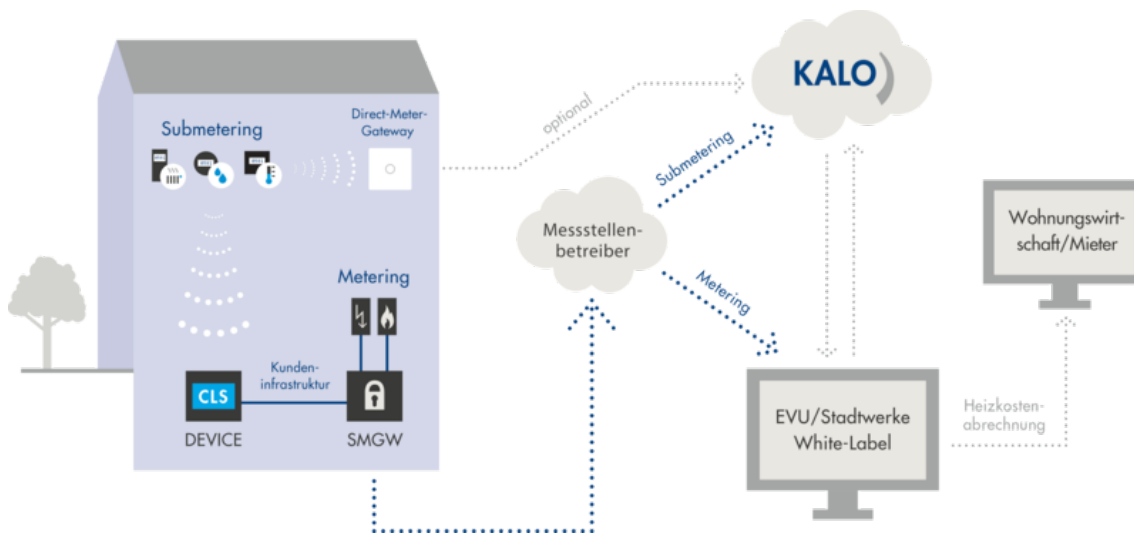 Submetering
Direct-Meter-
Gateway
Metering
Kunden-
infrastruktur
CLS
DEVICE
SMGW
optional
KALO
Submetering
Messstellen-
betreiber
Metering
EVU/Stadtwerke
White-Label
Heizkosten-
abrechnung
Wohnungswirt-
schaft/Mieter